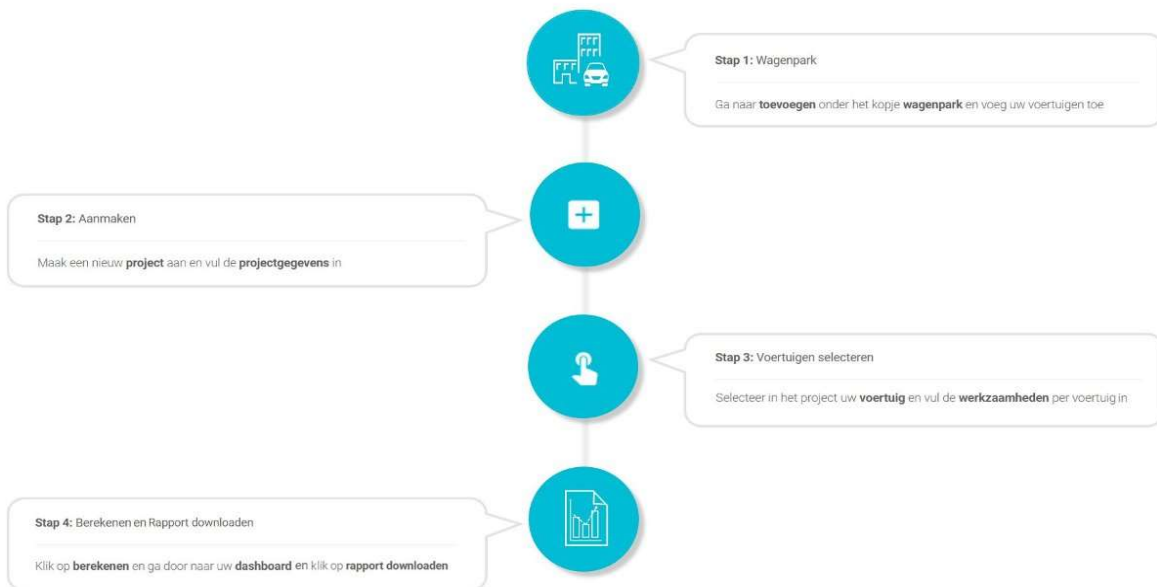 Stap 1: Wagenpark
Ga naar toevoegen onder het kopje wagenpark en voeg uw voertuigen toe
Stap 2: Aanmaken
Maak een nieuw project aan en vul de projectgegevens in
Stap 3: Voertuigen selecteren
Selecteer in het project uw voertuig en vul de werkzaamheden per voertuig in
Stap 4: Berekenen en Rapport downloaden
Klik op berekenen en ga door naar uw dashboard en klik op rapport downloaden